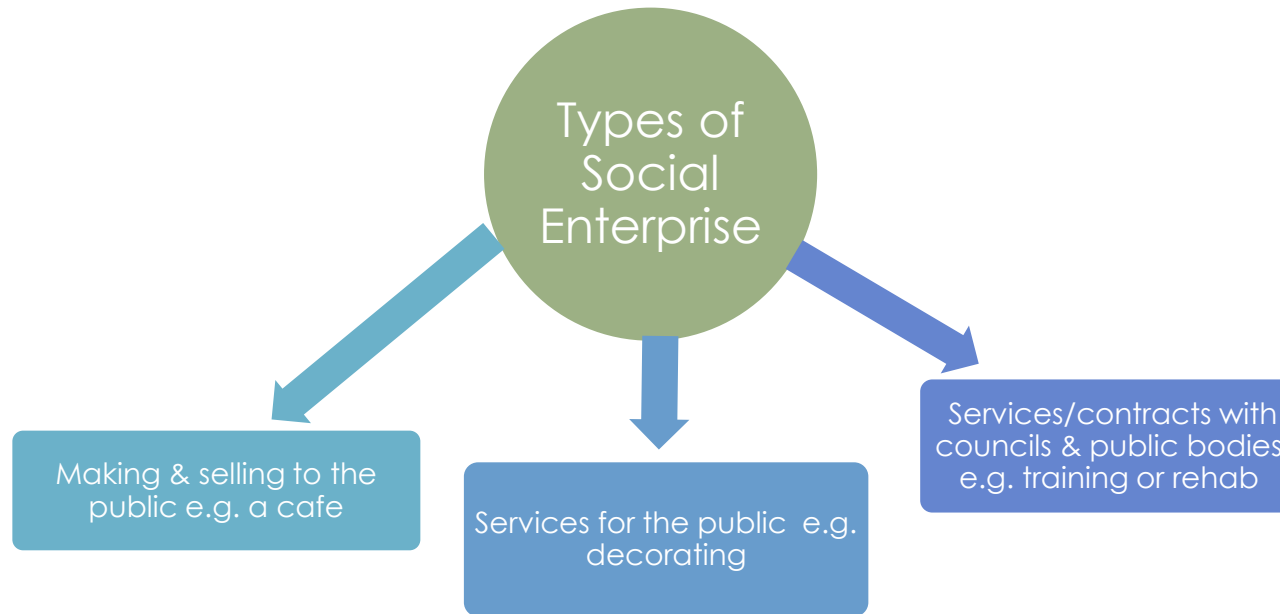 Types of
Social
Enterprise
Making & selling to the
public e.g. a cafe
Services for the public  e.g.
decorating
Services/contracts with
councils & public bodies
e.g. training or rehab